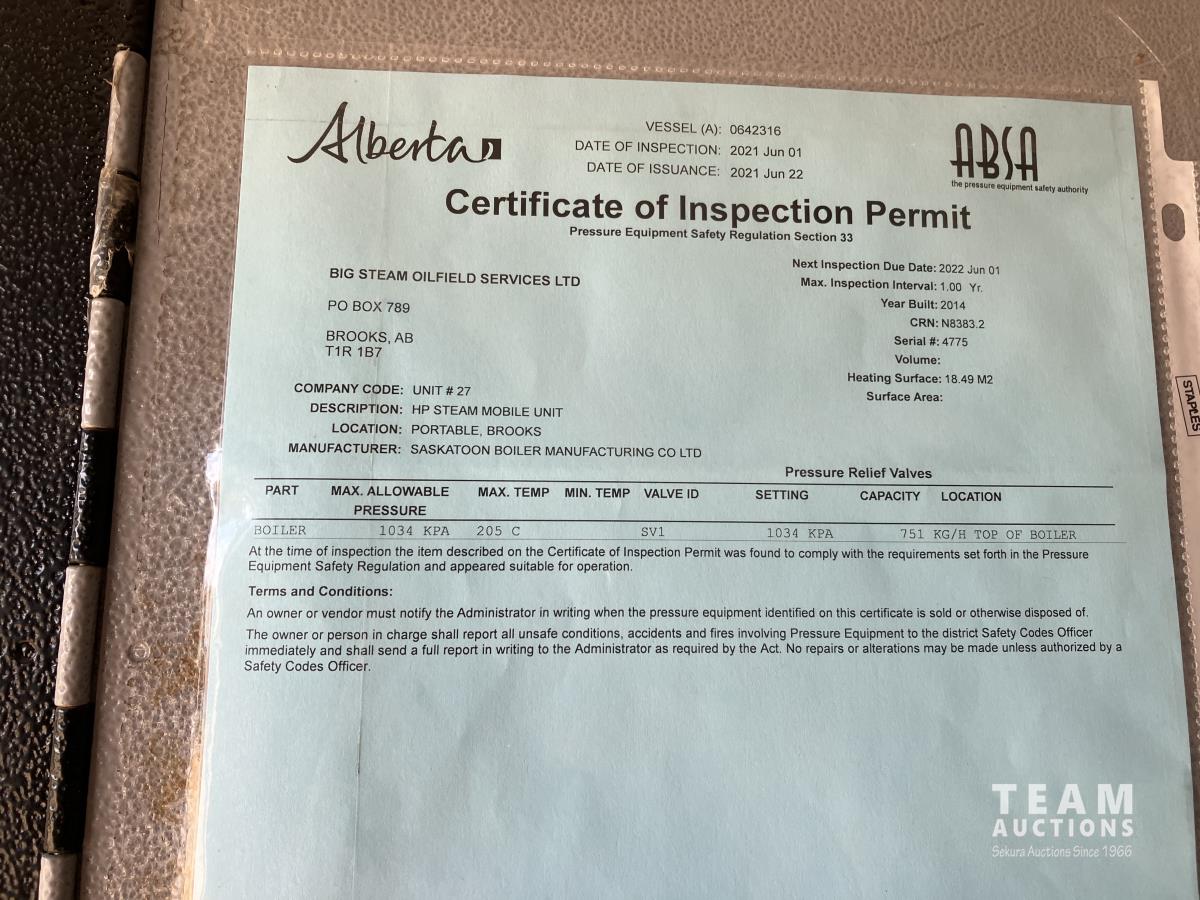 Alberta
VESSEL (A): 0642316
DATE OF INSPECTION: 2021 Jun 01
DATE OF ISSUANCE: 2021 Jun 22
ABSA
the pressure equipment safety authority
Certificate of Inspection Permit
Pressure Equipment Safety Regulation Section 33
BIG STEAM OILFIELD SERVICES LTD
PO BOX 789
BROOKS, AB
T1R 1B7
Next Inspection Due Date: 2022 Jun 01
Max. Inspection Interval: 1.00 Yr.
Year Built: 2014
CRN: N8383.2
Serial #: 4775
Volume:
Heating Surface: 18.49 M2
Surface Area:
COMPANY CODE: UNIT # 27
DESCRIPTION: HP STEAM MOBILE UNIT
LOCATION: PORTABLE, BROOKS
MANUFACTURER: SASKATOON BOILER MANUFACTURING CO LTD
Pressure Relief Valves
PART MAX. ALLOWABLE MAX. TEMP MIN. TEMP VALVE ID SETTING CAPACITY LOCATION
PRESSURE
BOILER 1034 KPA 205 C SV1 1034 KPA 751 KG/H TOP OF BOILER
At the time of inspection the item described on the Certificate of Inspection Permit was found to comply with the requirements set forth in the Pressure
Equipment Safety Regulation and appeared suitable for operation.
Terms and Conditions:
An owner or vendor must notify the Administrator in writing when the pressure equipment identified on this certificate is sold or otherwise disposed of.
The owner or person in charge shall report all unsafe conditions, accidents and fires involving Pressure Equipment to the district Safety Codes Officer
immediately and shall send a full report in writing to the Administrator as required by the Act. No repairs or alterations may be made unless authorized by a
Safety Codes Officer.
STAPLES
TEAM
AUCTIONS
Sekura Auctions Since 1966